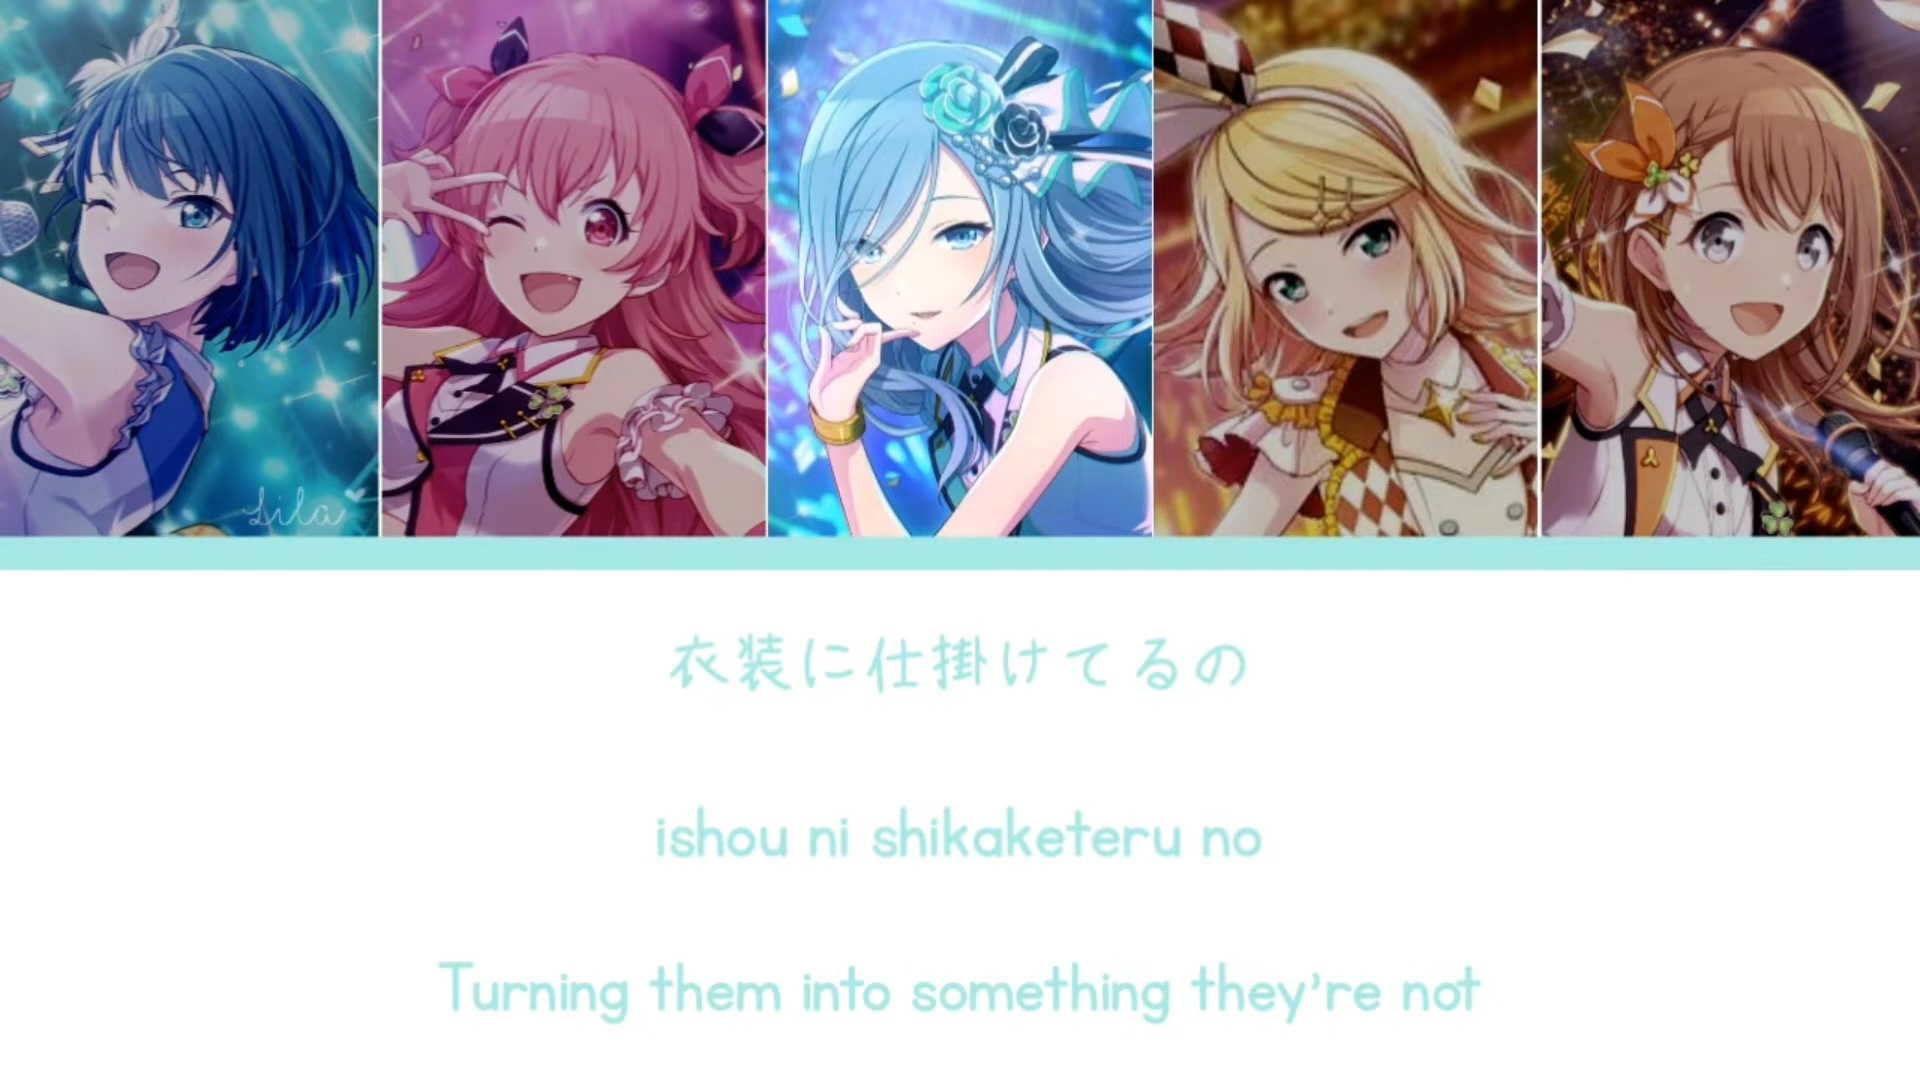 Lila
衣装に仕掛けてるの
ishou ni shikaketeru no
Turning them into something they're not